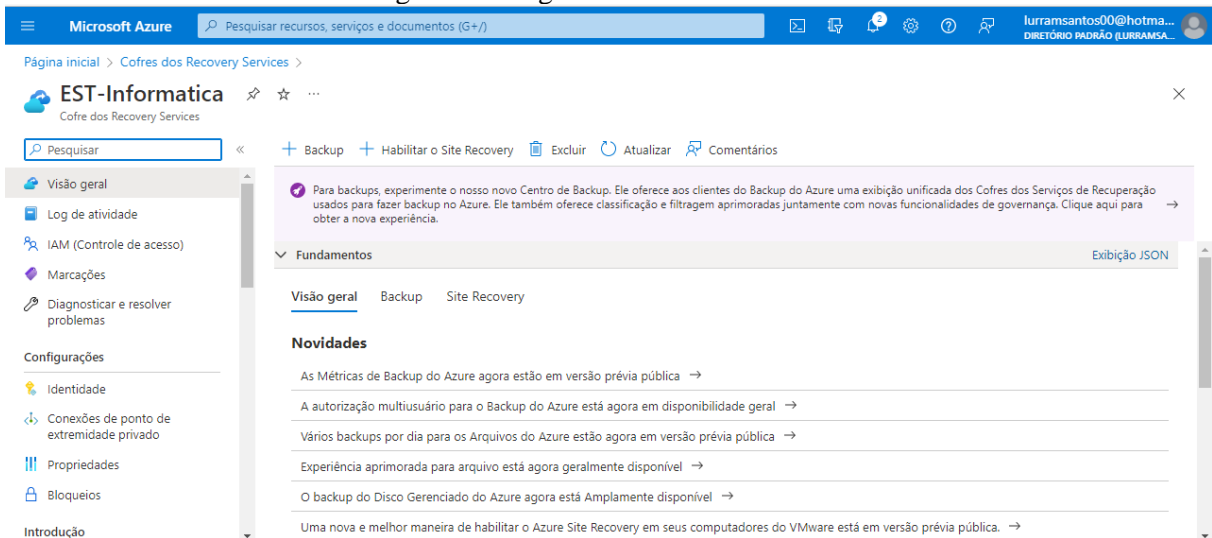 Microsoft Azure
Pesquisar recursos, serviços e documentos (G+/)
2
lurramsantos00@hotma...
DIRETÓRIO PADRÃO (LURRAMSA...
Página inicial > Cofres dos Recovery Services >
EST-Informatica
Cofre dos Recovery Services
Pesquisar
Visão geral
Log de atividade
IAM (Controle de acesso)
Marcações
Diagnosticar e resolver
problemas
Configurações
Identidade
Conexões de ponto de
extremidade privado
Propriedades
Bloqueios
Introdução
Backup
Habilitar o Site Recovery
Excluir
Atualizar
Comentários
Para backups, experimente o nosso novo Centro de Backup. Ele oferece aos clientes do Backup do Azure uma exibição unificada dos Cofres dos Serviços de Recuperação
usados para fazer backup no Azure. Ele também oferece classificação e filtragem aprimoradas juntamente com novas funcionalidades de governança. Clique aqui para
obter a nova experiência.
Fundamentos
Exibição JSON
Visão geral
Backup
Site Recovery
Novidades
As Métricas de Backup do Azure agora estão em versão prévia pública →
A autorização multiusuário para o Backup do Azure está agora em disponibilidade geral →
Vários backups por dia para os Arquivos do Azure estão agora em versão prévia pública →
Experiência aprimorada para arquivo está agora geralmente disponível →
O backup do Disco Gerenciado do Azure agora está Amplamente disponível →
Uma nova e melhor maneira de habilitar o Azure Site Recovery em seus computadores do VMware está em versão prévia pública. →